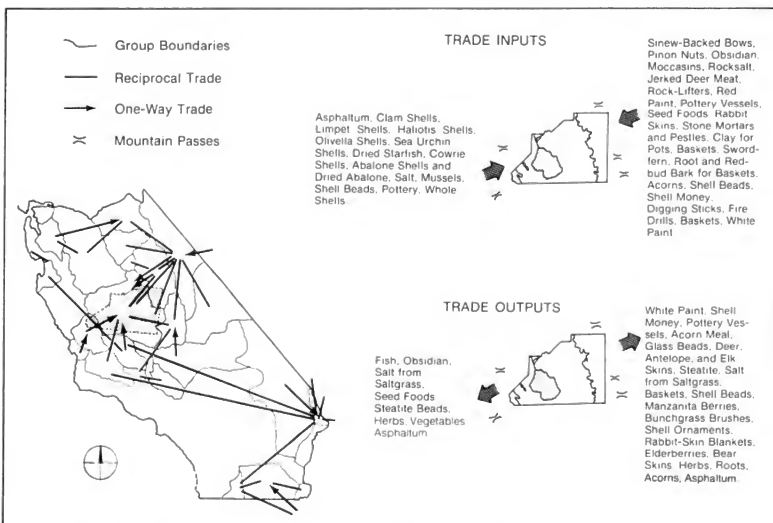 Group Boundaries
Reciprocal Trade
One-Way Trade
Mountain Passes
TRADE INPUTS
Asphaltum, Clam Shells,
Limpet Shells, Haliotis Shells,
Olivella Shells, Sea Urchin
Shells, Dried Starfish, Cowrie
Shells, Abalone Shells and
Dried Abalone, Salt, Mussels,
Shell Beads, Pottery, Whole
Shells
Sinew-Backed Bows,
Pinon Nuts, Obsidian,
Moccasins, Rocksalt,
Jerked Deer Meat,
Rock-Lifters, Red
Paint, Pottery Vessels,
Seed Foods, Rabbit
Skins, Stone Mortars
and Pestles, Clay for
Pots, Baskets, Sword-
fern, Root and Red-
bud Bark for Baskets,
Acorns, Shell Beads,
Shell Money,
Digging Sticks, Fire
Drills, Baskets, White
Paint
TRADE OUTPUTS
Fish, Obsidian,
Salt from
Saltgrass,
Seed Foods
Steatite Beads,
Herbs, Vegetables
Asphaltum
White Paint, Shell
Money, Pottery Ves-
sels, Acorn Meal,
Glass Beads, Deer,
Antelope, and Elk
Skins, Steatite, Salt
from Saltgrass,
Baskets, Shell Beads,
Manzanita Berries,
Bunchgrass Brushes,
Shell Ornaments,
Rabbit-Skin Blankets,
Elderberries, Bear
Skins, Herbs, Roots,
Acorns, Asphaltum.